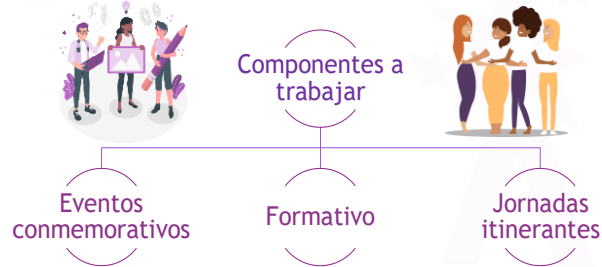 Componentes a
trabajar
Eventos
conmemorativos
Formativo
Jornadas
itinerantes